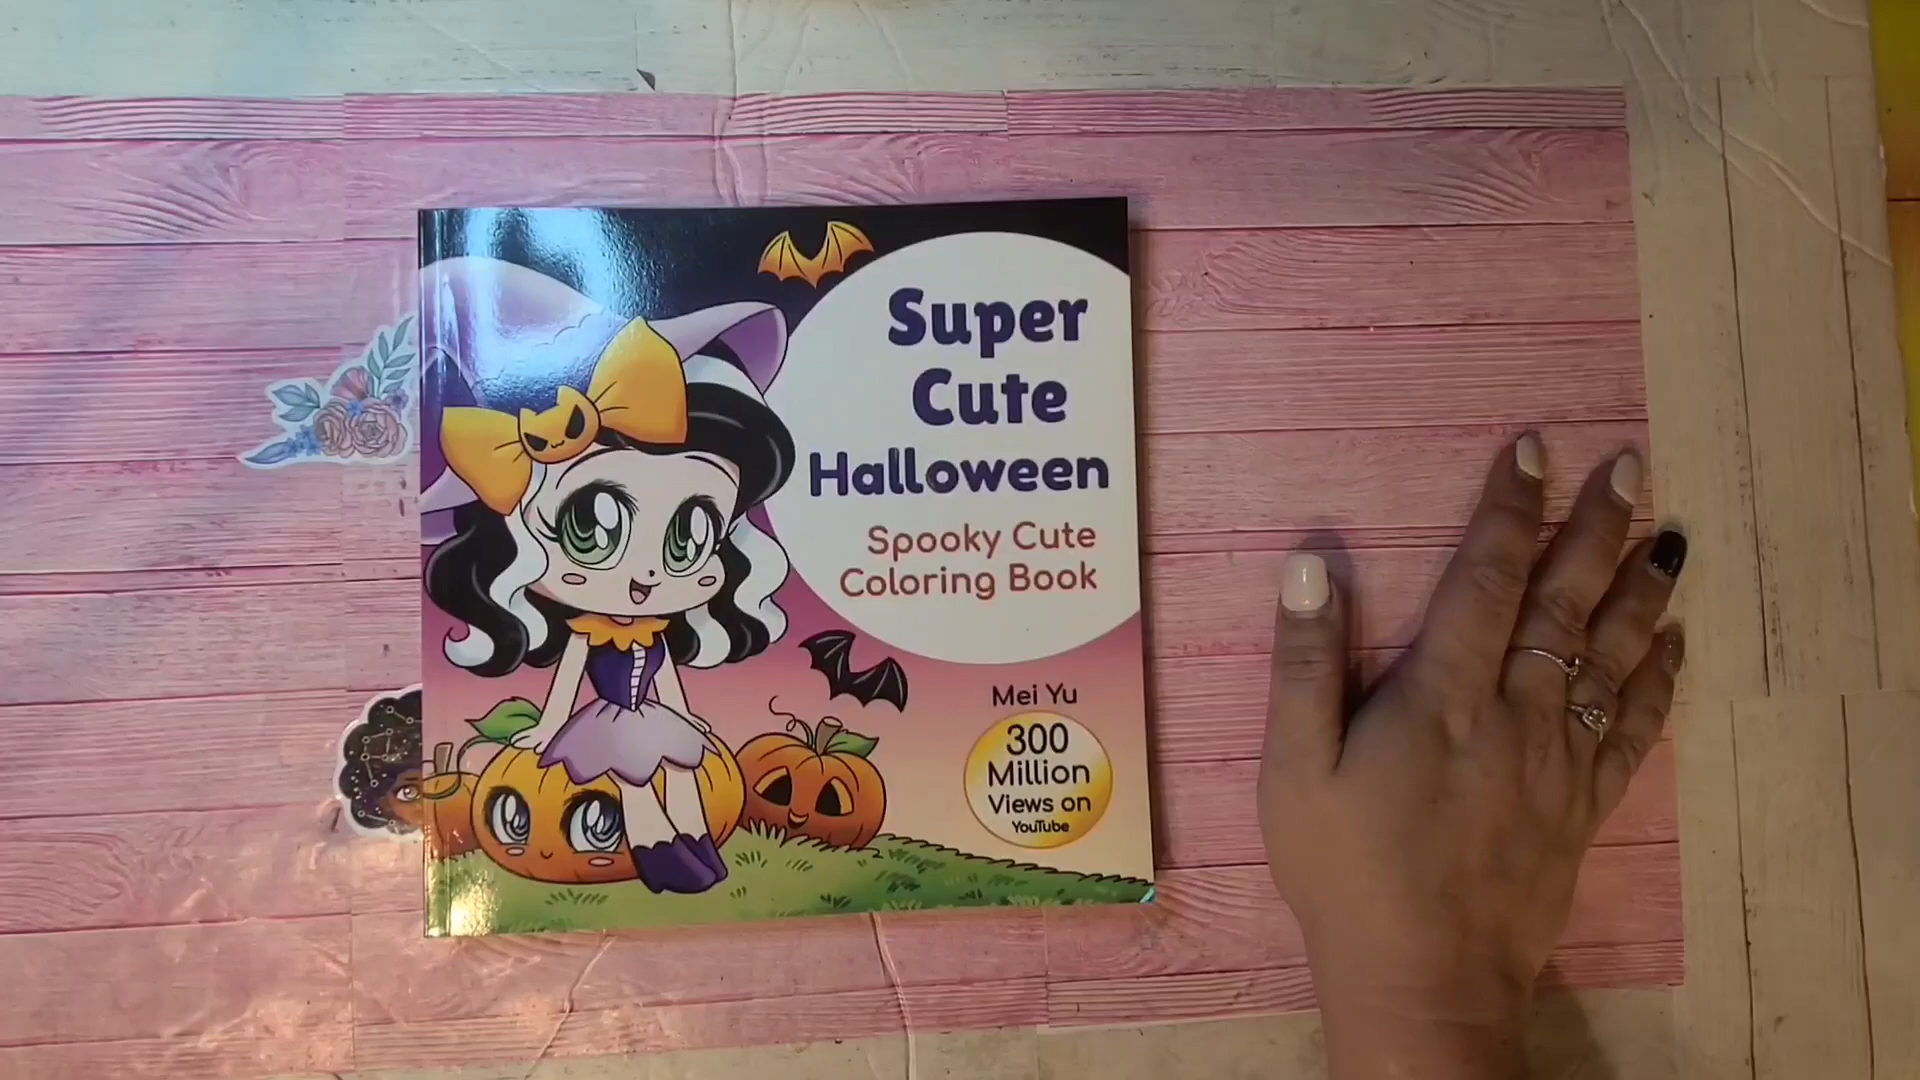 Super
Cute
Halloween
Spooky Cute
Coloring Book
Mei Yu
300
Million
Views on
YouTube